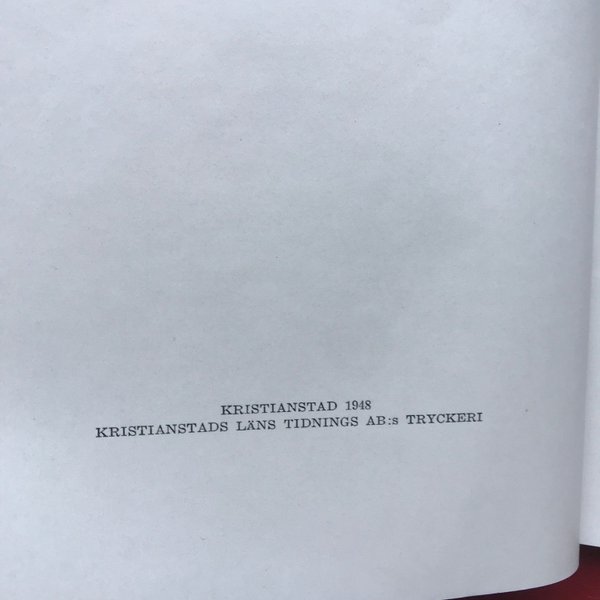 KRISTIANSTAD 1948
KRISTIANSTADS LÄNS TIDNINGS AB:s TRYCKERI